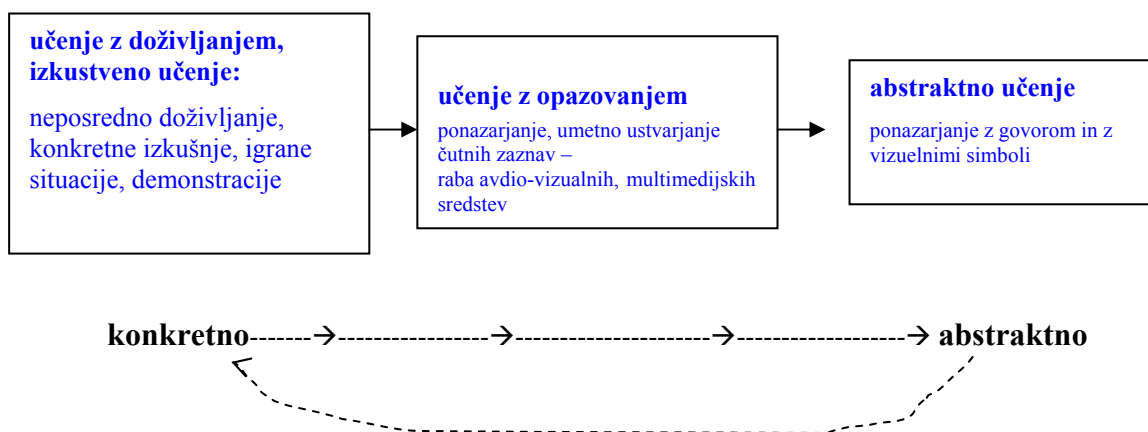 učenje z doživljanjem,
izkustveno učenje:
neposredno doživljanje,
konkretne izkušnje, igrane
situacije, demonstracije
učenje z opazovanjem
ponazarjanje, umetno ustvarjanje
čutnih zaznav –
raba avdio-vizualnih, multimedijskih
sredstev
abstraktno učenje
ponazarjanje z govorom in z
vizuelnimi simboli
konkretno-------→----------------→-----------------------→-----------------→ abstraktno